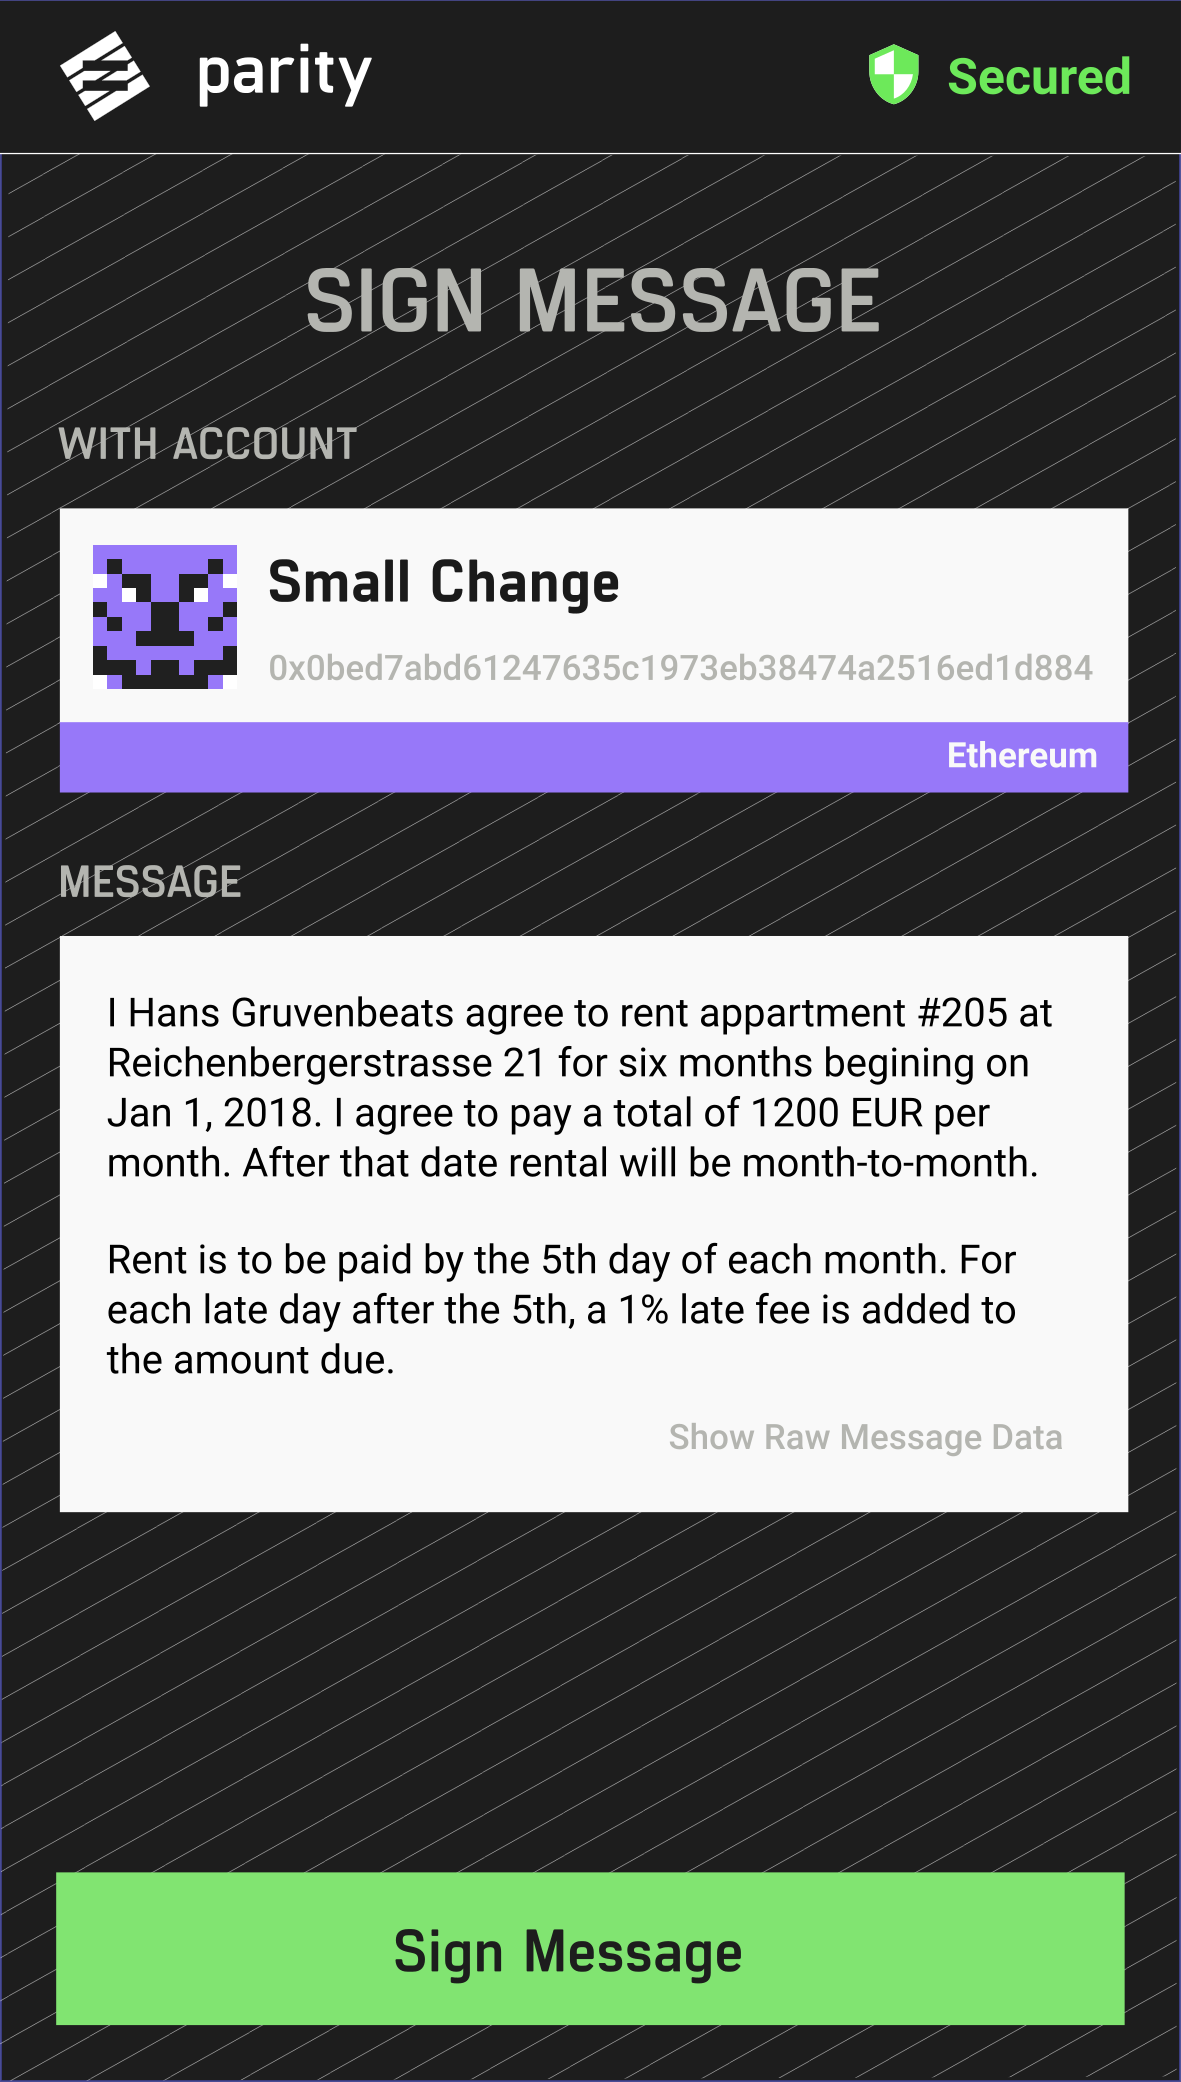 parity
Secured
SIGN MESSAGE
WITH ACCOUNT
Small Change
0x0bed7abd61247635c1973eb38474a2516ed1d884
Ethereum
MESSAGE
I Hans Gruvenbeats agree to rent appartment #205 at
Reichenbergerstrasse 21 for six months begining on
Jan 1, 2018. I agree to pay a total of 1200 EUR per
month. After that date rental will be month-to-month.
Rent is to be paid by the 5th day of each month. For
each late day after the 5th, a 1% late fee is added to
the amount due.
Show Raw Message Data
Sign Message